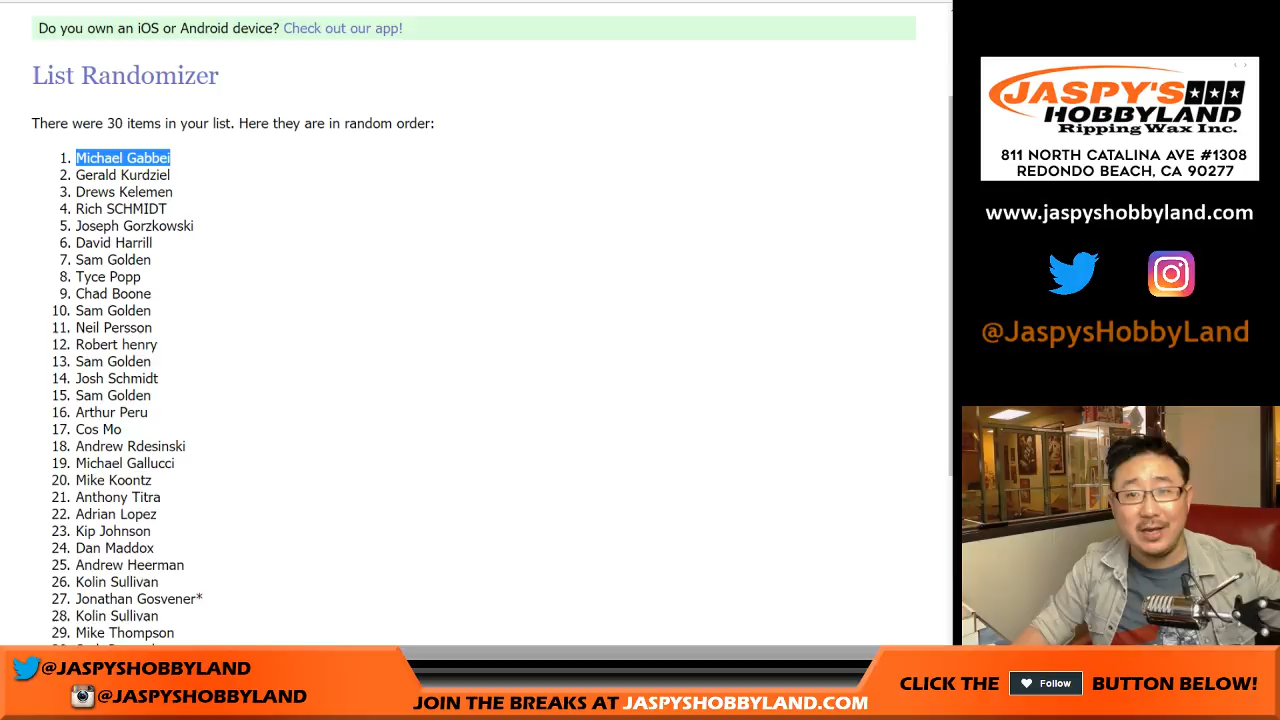 Do you own an iOS or Android device? Check out our app!
List Randomizer
There were 30 items in your list. Here they are in random order:
1. Michael Gabbei
2. Gerald Kurdziel
3. Drews Kelemen
4. Rich SCHMIDT
5. Joseph Gorzkowski
6. David Harrill
7. Sam Golden
8. Tyce Popp
9. Chad Boone
10. Sam Golden
11. Neil Persson
12. Robert henry
13. Sam Golden
14. Josh Schmidt
15. Sam Golden
16. Arthur Peru
17. Cos Mo
18. Andrew Rdesinski
19. Michael Gallucci
20. Mike Koontz
21. Anthony Titra
22. Adrian Lopez
23. Kip Johnson
24. Dan Maddox
25. Andrew Heerman
26. Kolin Sullivan
27. Jonathan Gosvener*
28. Kolin Sullivan
29. Mike Thompson
JASPY'S
HOBBYLAND
Ripping Wax Inc.
811 NORTH CATALINA AVE #1308
REDONDO BEACH, CA 90277
www.jaspyshobbyland.com
@JaspysHobbyLand
@JASPYSHOBBYLAND
@JASPYSHOBBYLAND
JOIN THE BREAKS AT JASPYSHOBBYLAND.COM
CLICK THE Follow BUTTON BELOW!